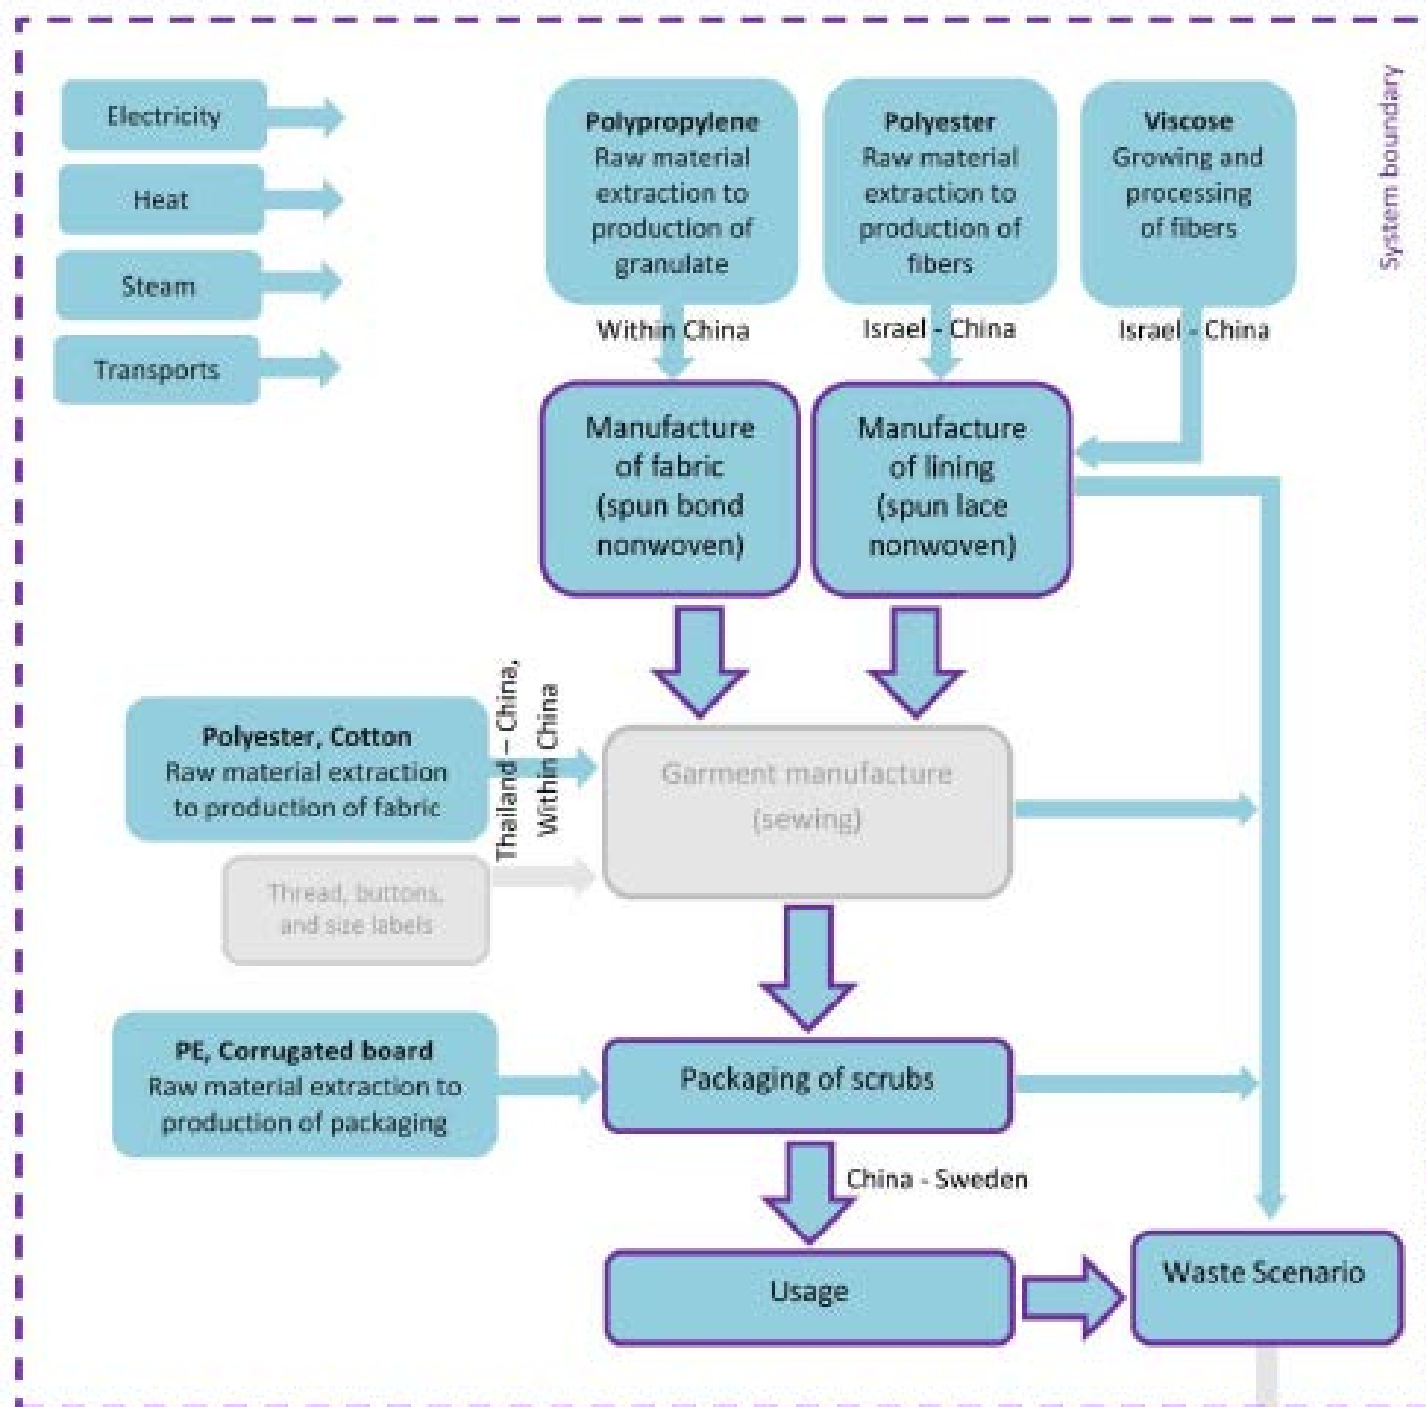 Electricity
Heat
Steam
Transports
Polypropylene
Raw material
extraction to
production of
granulate
Polyester
Raw material
extraction to
production of
fibers
Viscose
Growing and
processing
of fibers
System boundary
Within China
Israel - China
Israel - China
Manufacture
of fabric
(spun bond
nonwoven)
Manufacture
of lining
(spun lace
nonwoven)
Polyester, Cotton
Raw material extraction
to production of fabric
Thailand – China,
Within China
Garment manufacture
(sewing)
Thread, buttons,
and size labels
PE, Corrugated board
Raw material extraction to
production of packaging
Packaging of scrubs
China - Sweden
Usage
Waste Scenario